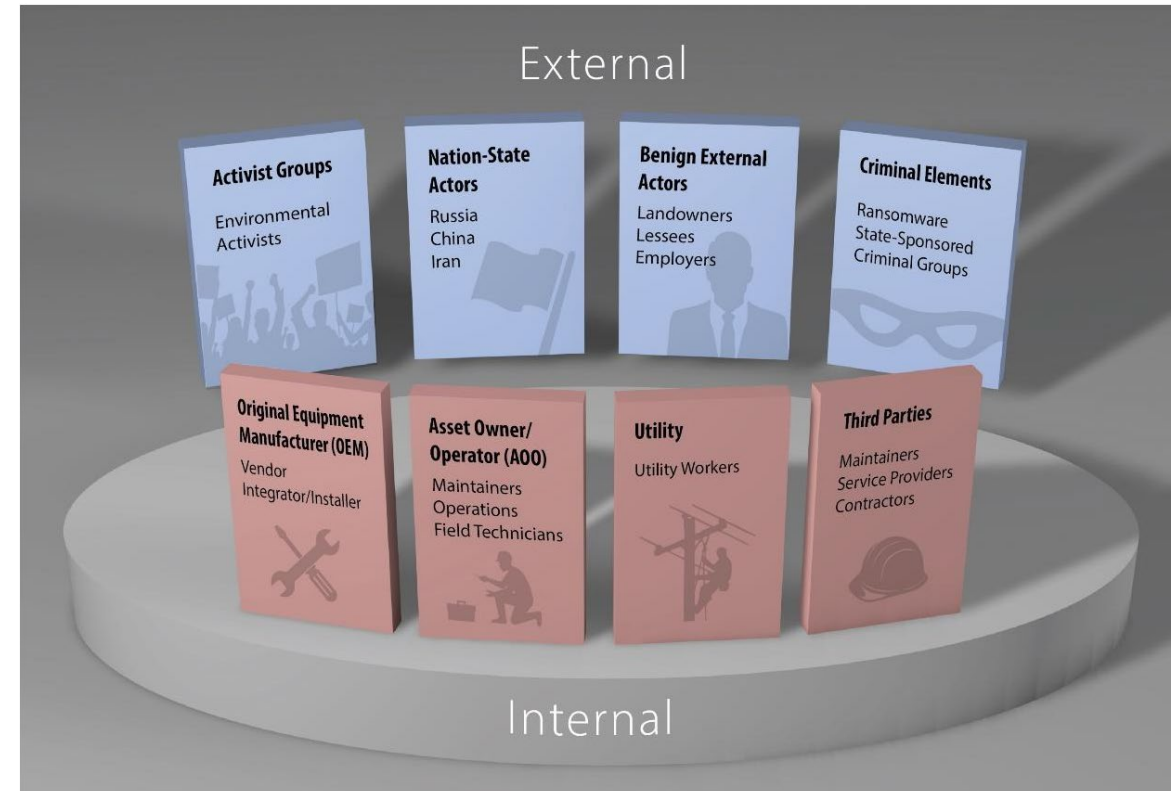 External
Activist Groups
Environmental
Activists
Nation-State
Actors
Russia
China
Iran
Benign External
Actors
Landowners
Lessees
Employers
Criminal Elements
Ransomware
State-Sponsored
Criminal Groups
Original Equipment
Manufacturer (OEM)
Vendor
Integrator/Installer
Asset Owner/
Operator (AOO)
Maintainers
Operations
Field Technicians
Utility
Utility Workers
Third Parties
Maintainers
Service Providers
Contractors
Internal